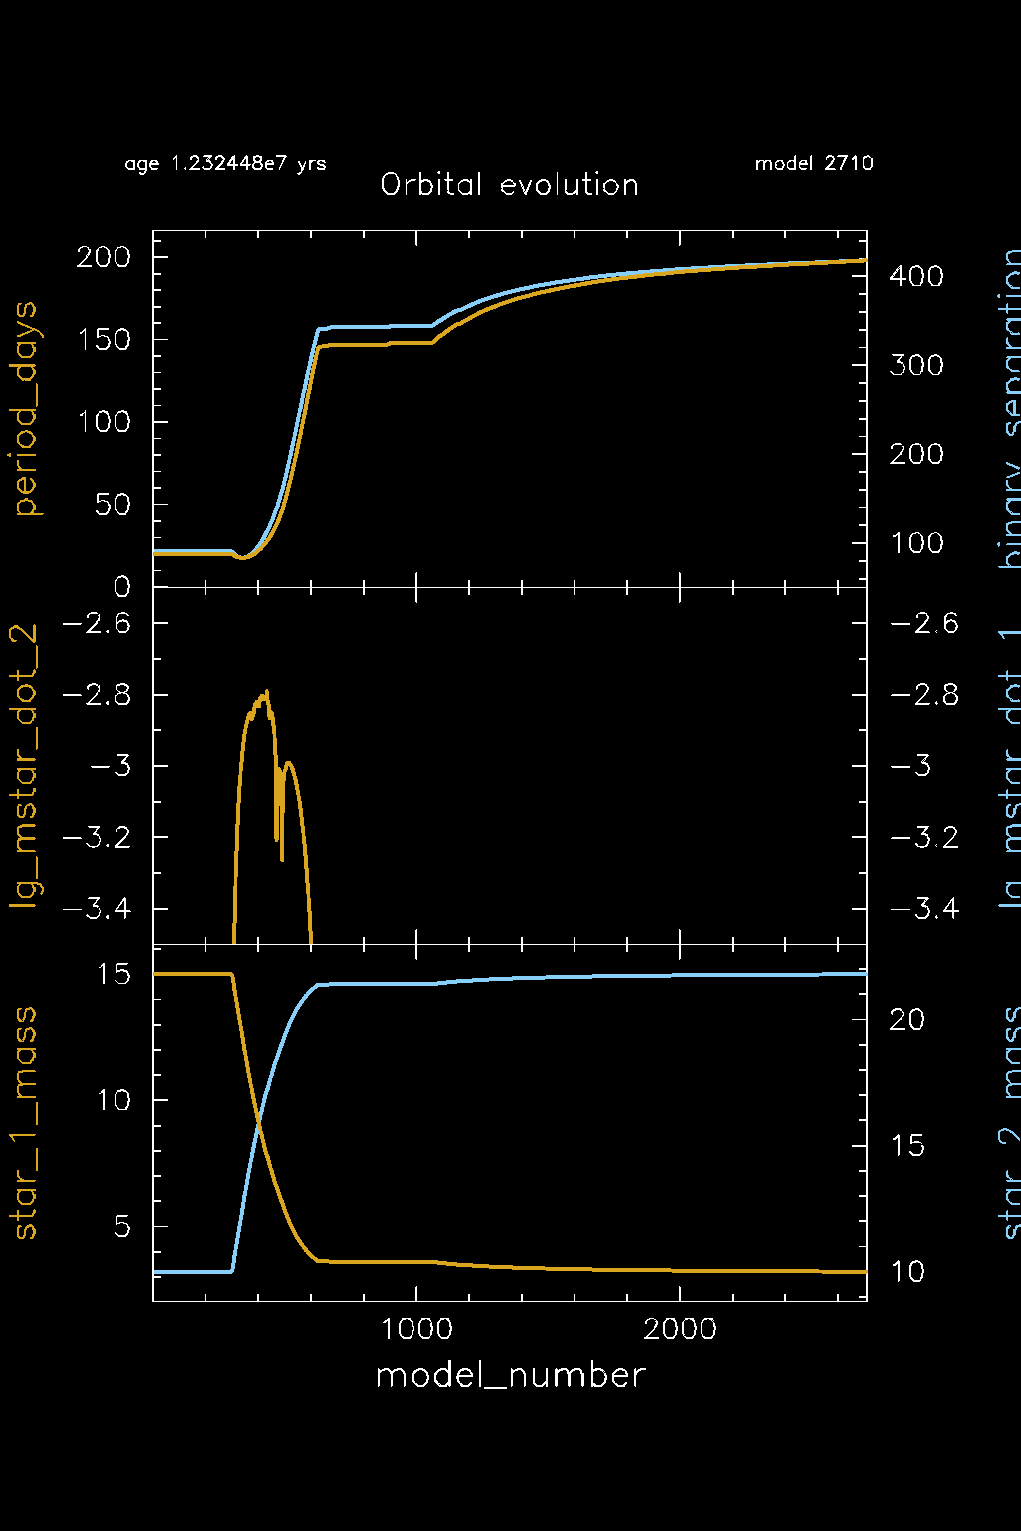 age 1.232448e7 yrs
model 2710
Orbital evolution
period_days
200
150
100
50
0
400
300
200
100
binary_separation
lg_mstar_dot_2
−2.6
−2.8
−3
−3.2
−3.4
−2.6
−2.8
−3
−3.2
−3.4
lg_mstar_dot_1
star_1_mass
15
10
5
20
15
10
star_2_mass
1000
2000
model_number